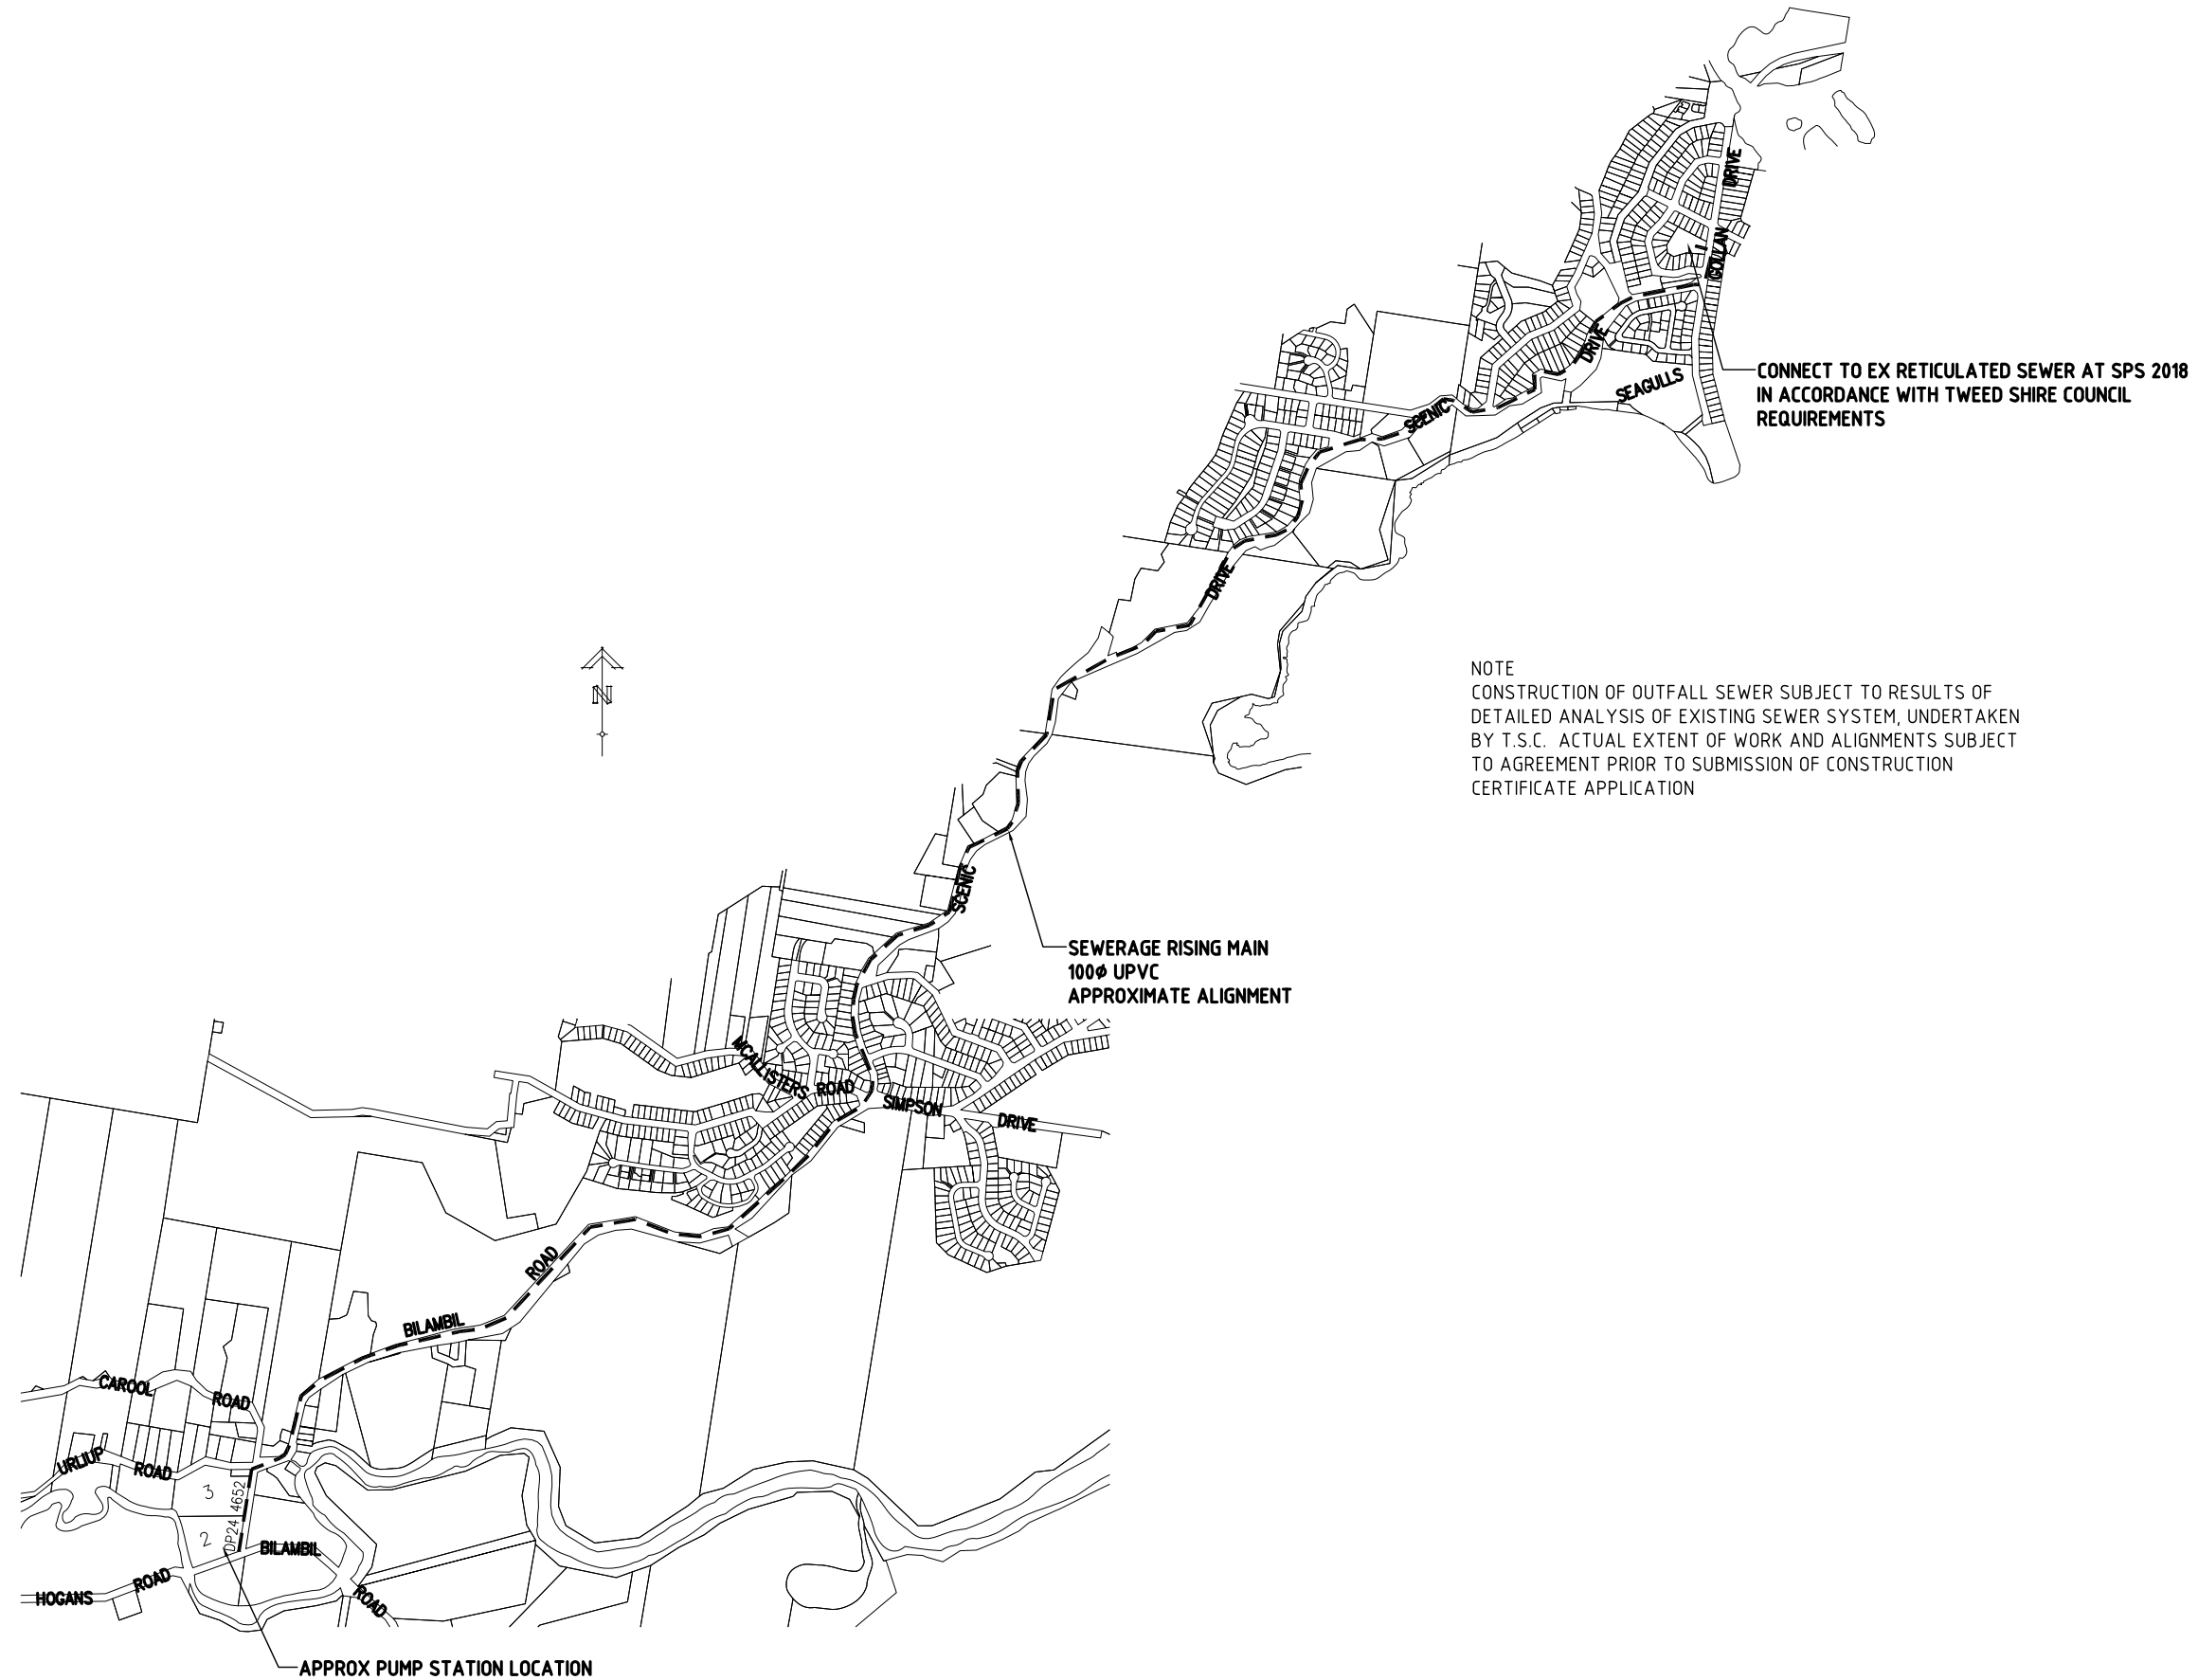 DRIVE
GOLLAN
DRIVE
SEAGULLS
SCENIC
CONNECT TO EX RETICULATED SEWER AT SPS 2018
IN ACCORDANCE WITH TWEED SHIRE COUNCIL
REQUIREMENTS
DRIVE
N
NOTE
CONSTRUCTION OF OUTFALL SEWER SUBJECT TO RESULTS OF
DETAILED ANALYSIS OF EXISTING SEWER SYSTEM, UNDERTAKEN
BY T.S.C. ACTUAL EXTENT OF WORK AND ALIGNMENTS SUBJECT
TO AGREEMENT PRIOR TO SUBMISSION OF CONSTRUCTION
CERTIFICATE APPLICATION
SCENIC
SEWERAGE RISING MAIN
100ø UPVC
APPROXIMATE ALIGNMENT
MCALLISTERS ROAD
SIMPSON DRIVE
ROAD
BILAMBIL
CAROOL ROAD
URLIUP ROAD
3
DP24 4652
2
BILAMBIL
ROAD
HOGANS ROAD
APPROX PUMP STATION LOCATION